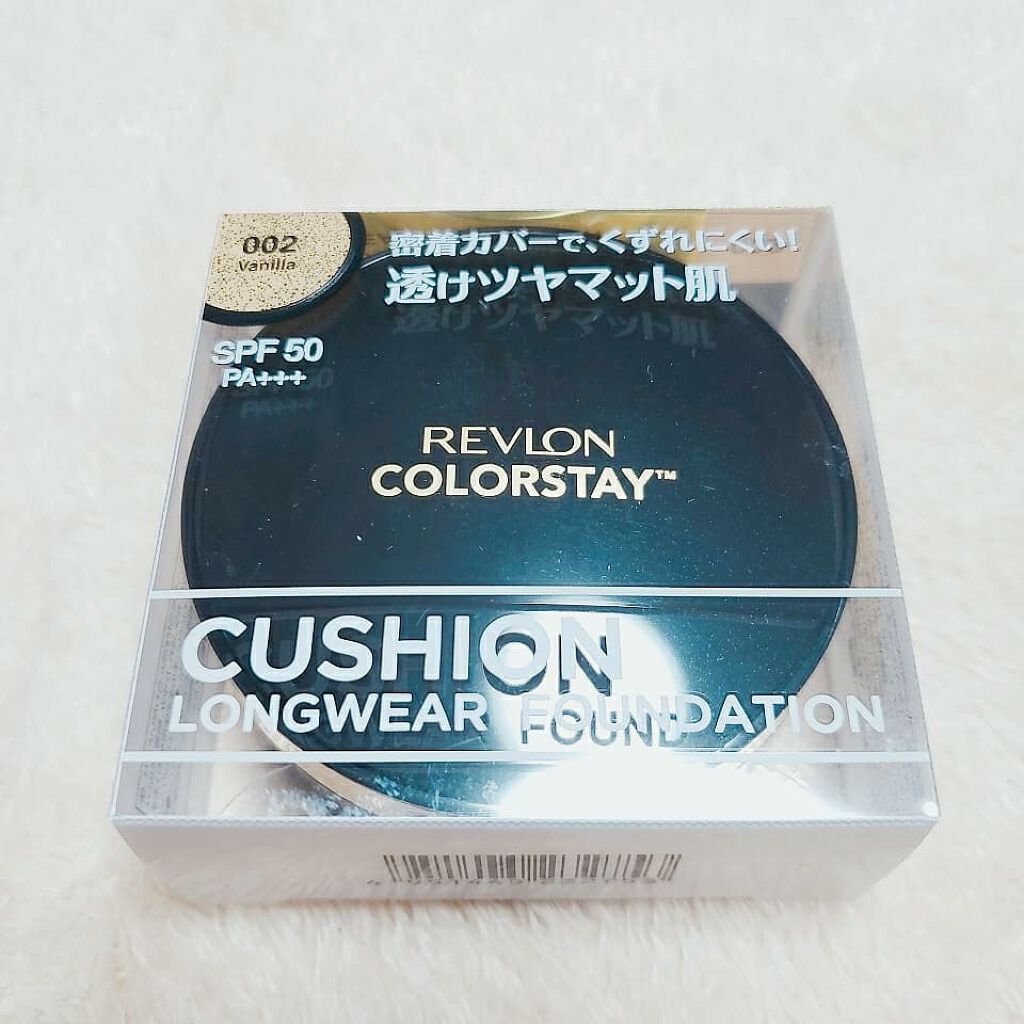 002
Vanilla
密着カバーで、くずれにくい!
透けツヤマット肌
SPF 50
PA+++
REVLON
COLORSTAY™
CUSHION
LONGWEAR FOUNDATION